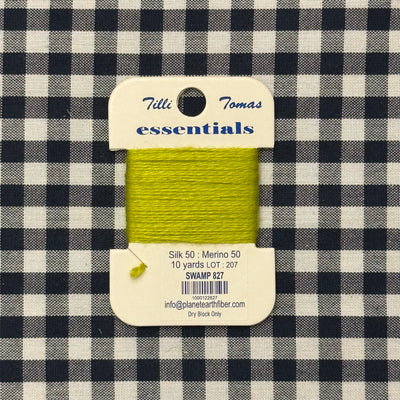 Tilli Tomas
essentials
Silk 50 : Merino 50
10 yards LOT : 207
SWAMP 827
1000122827
info@planetearthfiber.com
Dry Block Only